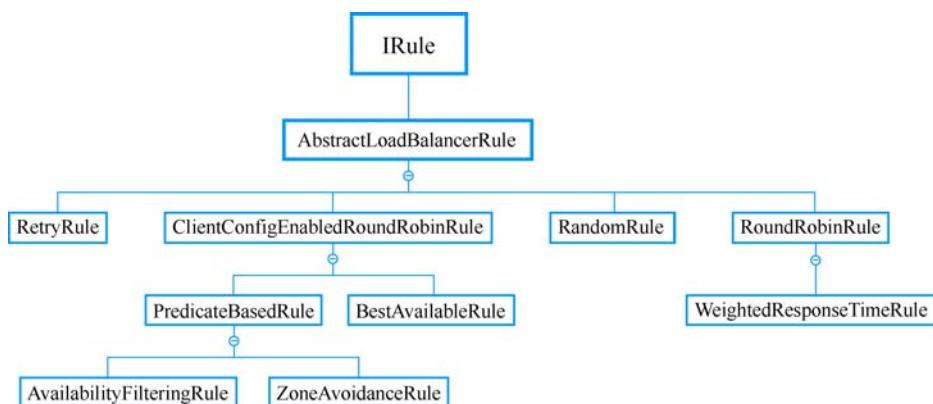 IRule
AbstractLoadBalancerRule
RetryRule
ClientConfigEnabledRoundRobinRule
RandomRule
RoundRobinRule
PredicateBasedRule
BestAvailableRule
WeightedResponseTimeRule
AvailabilityFilteringRule
ZoneAvoidanceRule